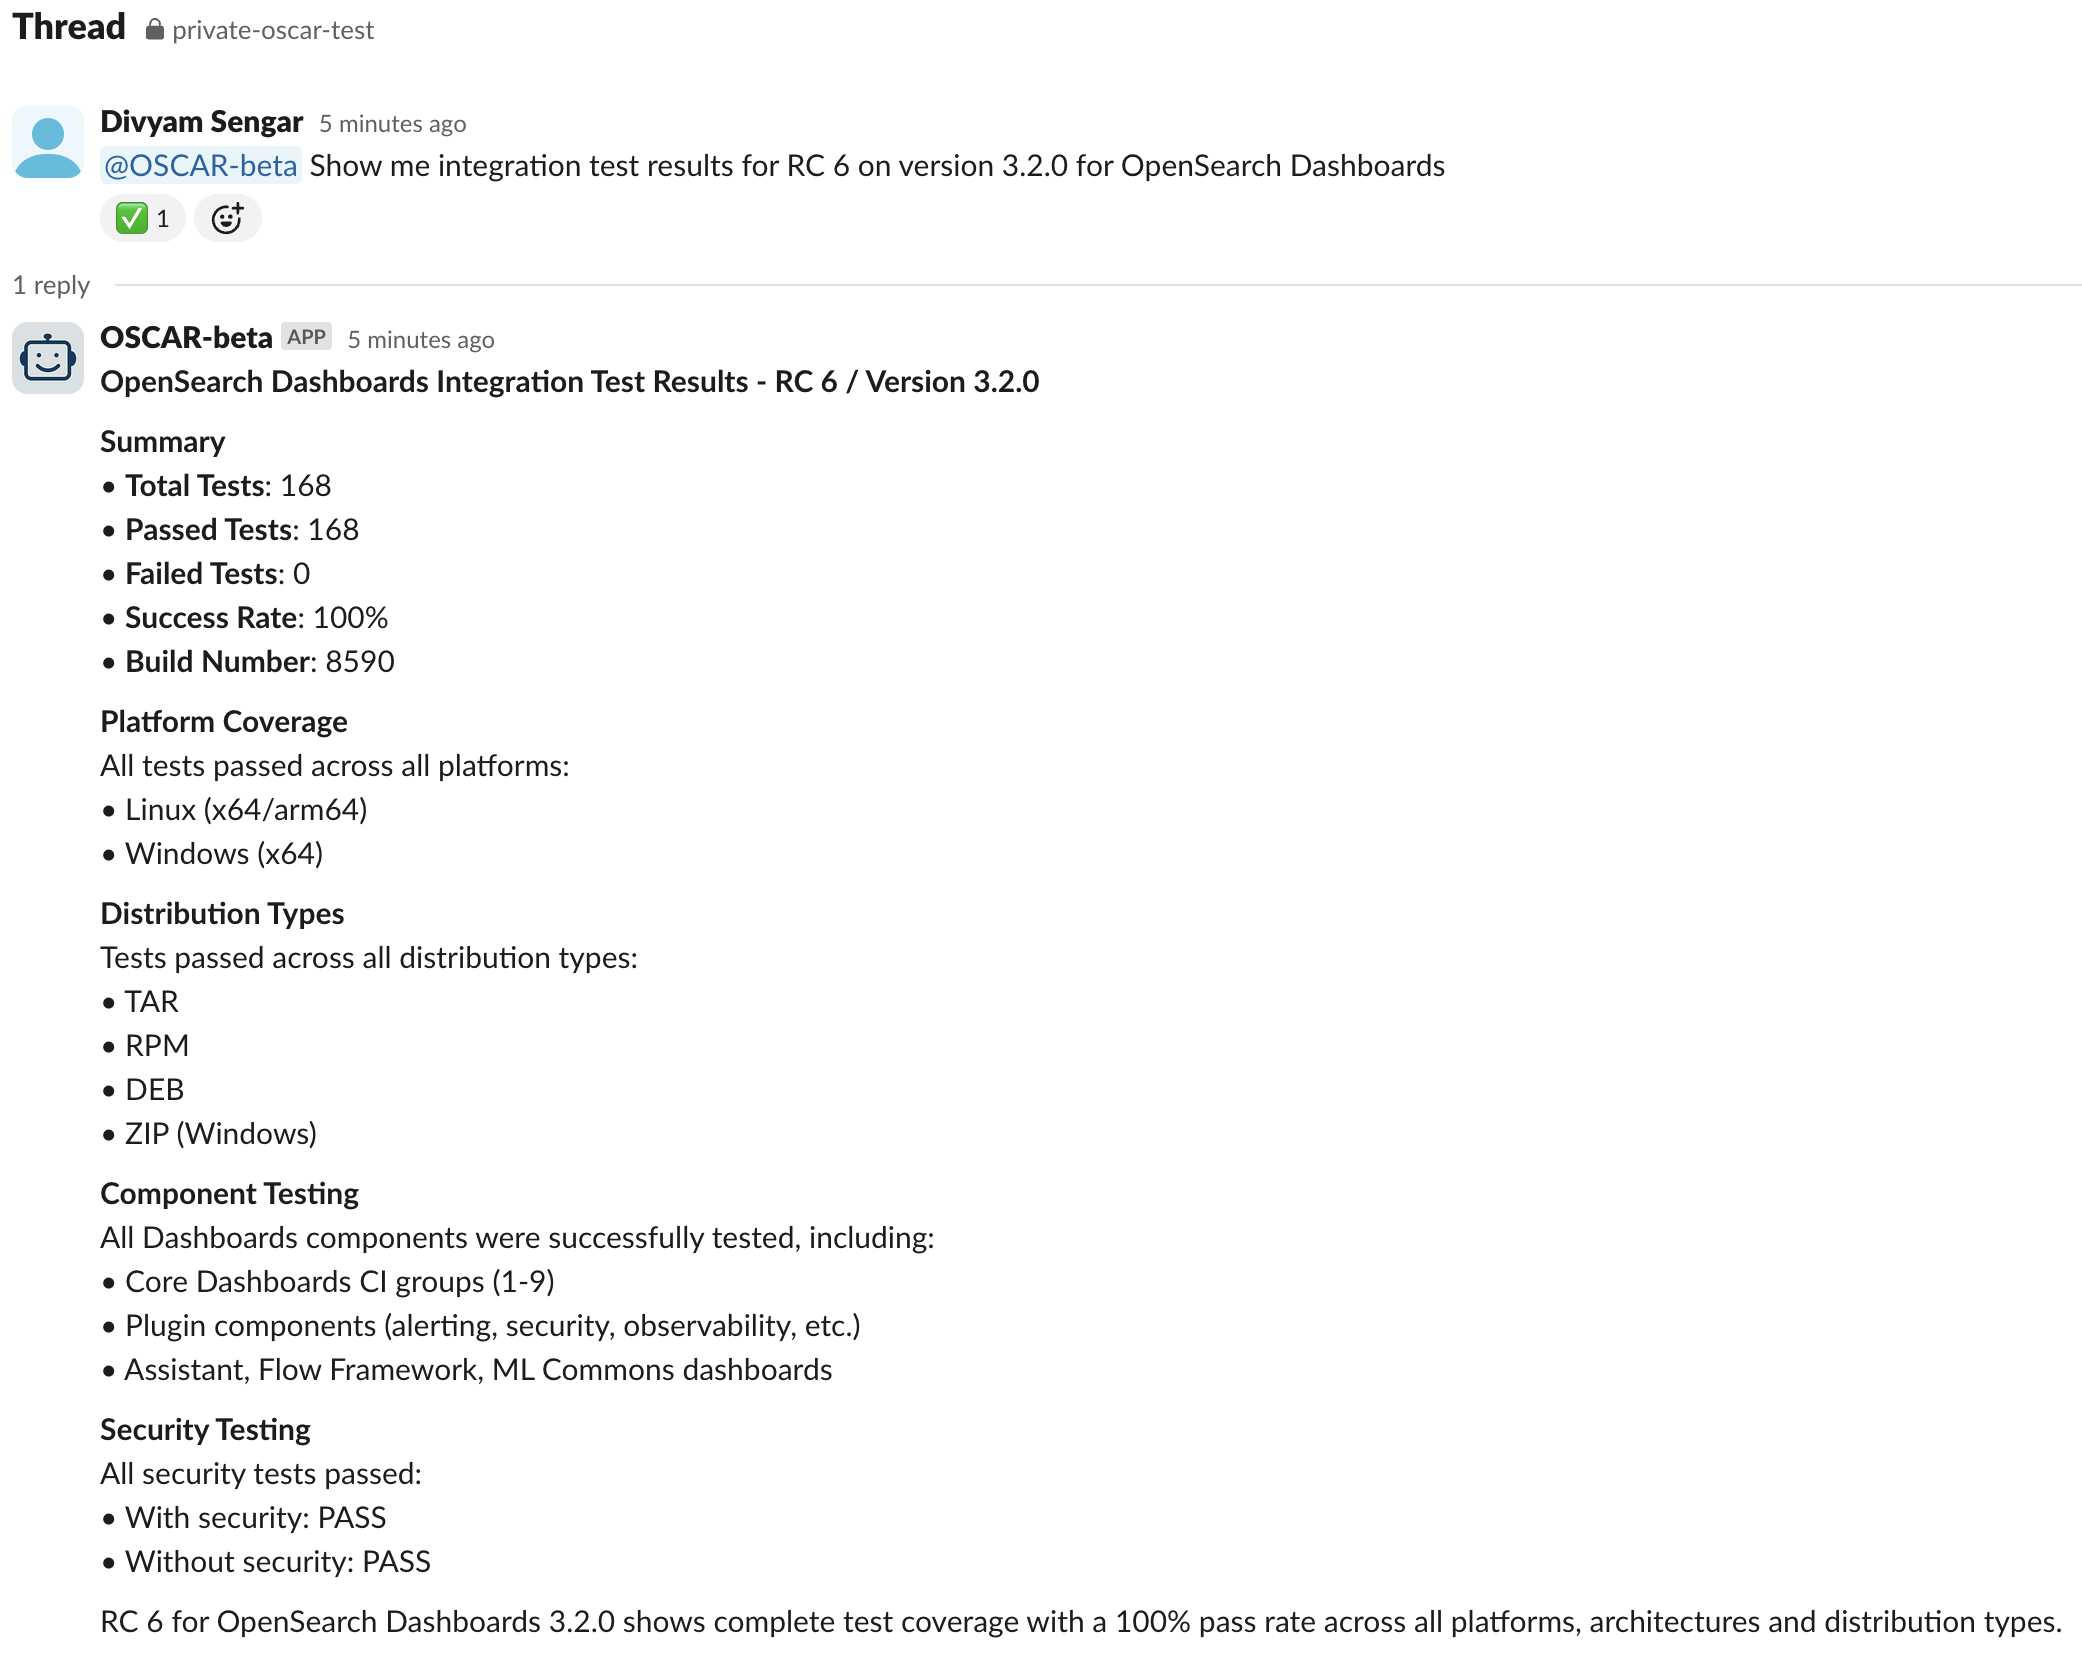 Thread private-oscar-test
Divyam Sengar 5 minutes ago
@OSCAR-beta Show me integration test results for RC 6 on version 3.2.0 for OpenSearch Dashboards
1
1 reply
OSCAR-beta APP 5 minutes ago
OpenSearch Dashboards Integration Test Results - RC 6 / Version 3.2.0
Summary
• Total Tests: 168
• Passed Tests: 168
• Failed Tests: 0
• Success Rate: 100%
• Build Number: 8590
Platform Coverage
All tests passed across all platforms:
• Linux (x64/arm64)
• Windows (x64)
Distribution Types
Tests passed across all distribution types:
• TAR
• RPM
• DEB
• ZIP (Windows)
Component Testing
All Dashboards components were successfully tested, including:
• Core Dashboards CI groups (1-9)
• Plugin components (alerting, security, observability, etc.)
• Assistant, Flow Framework, ML Commons dashboards
Security Testing
All security tests passed:
• With security: PASS
• Without security: PASS
RC 6 for OpenSearch Dashboards 3.2.0 shows complete test coverage with a 100% pass rate across all platforms, architectures and distribution types.